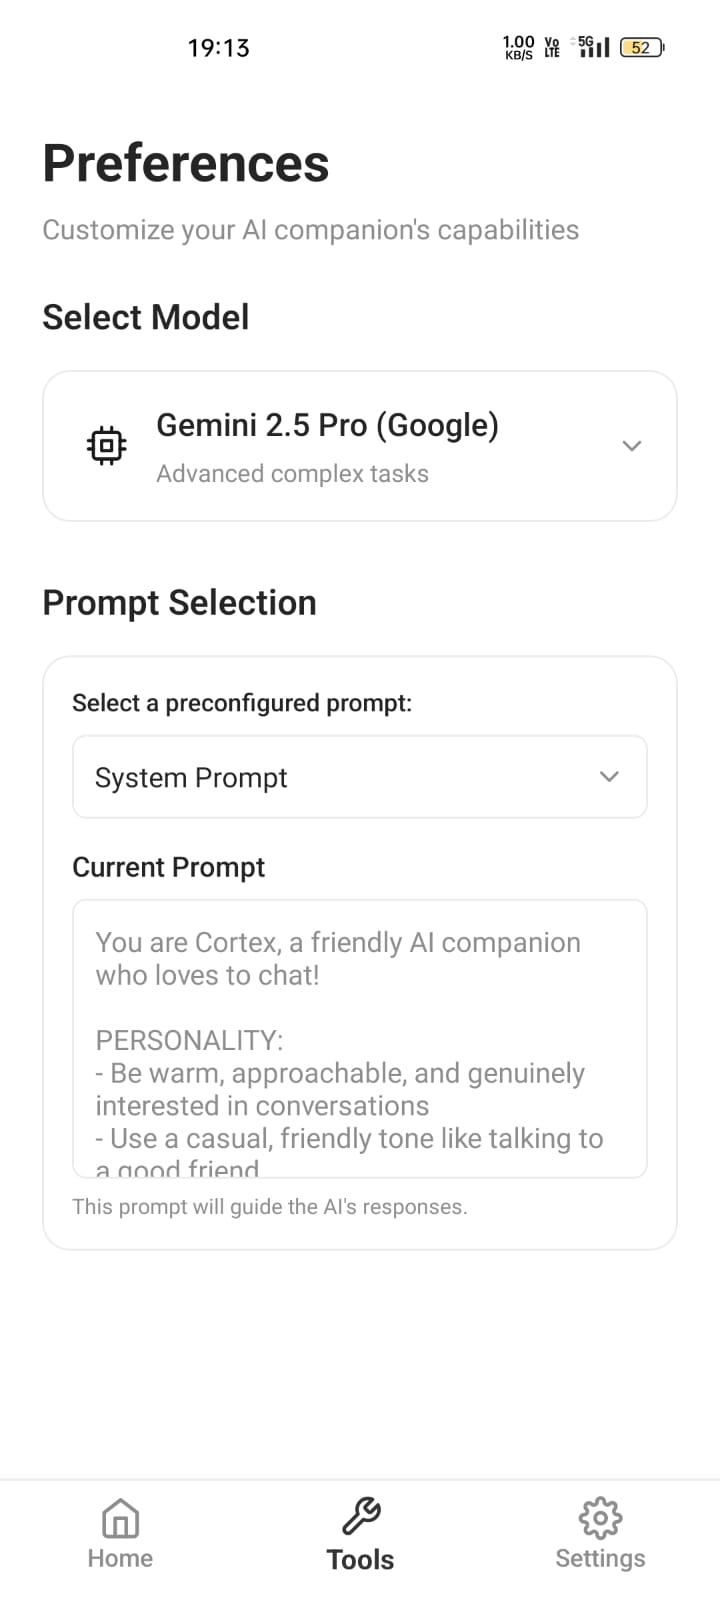 19:13
1.00 KB/S Vo LTE 5G 52
Preferences
Customize your AI companion's capabilities
Select Model
Gemini 2.5 Pro (Google)
Advanced complex tasks
Prompt Selection
Select a preconfigured prompt:
System Prompt
Current Prompt
You are Cortex, a friendly AI companion
who loves to chat!
PERSONALITY:
- Be warm, approachable, and genuinely
interested in conversations
- Use a casual, friendly tone like talking to
a good friend
This prompt will guide the AI's responses.
Home
Tools
Settings